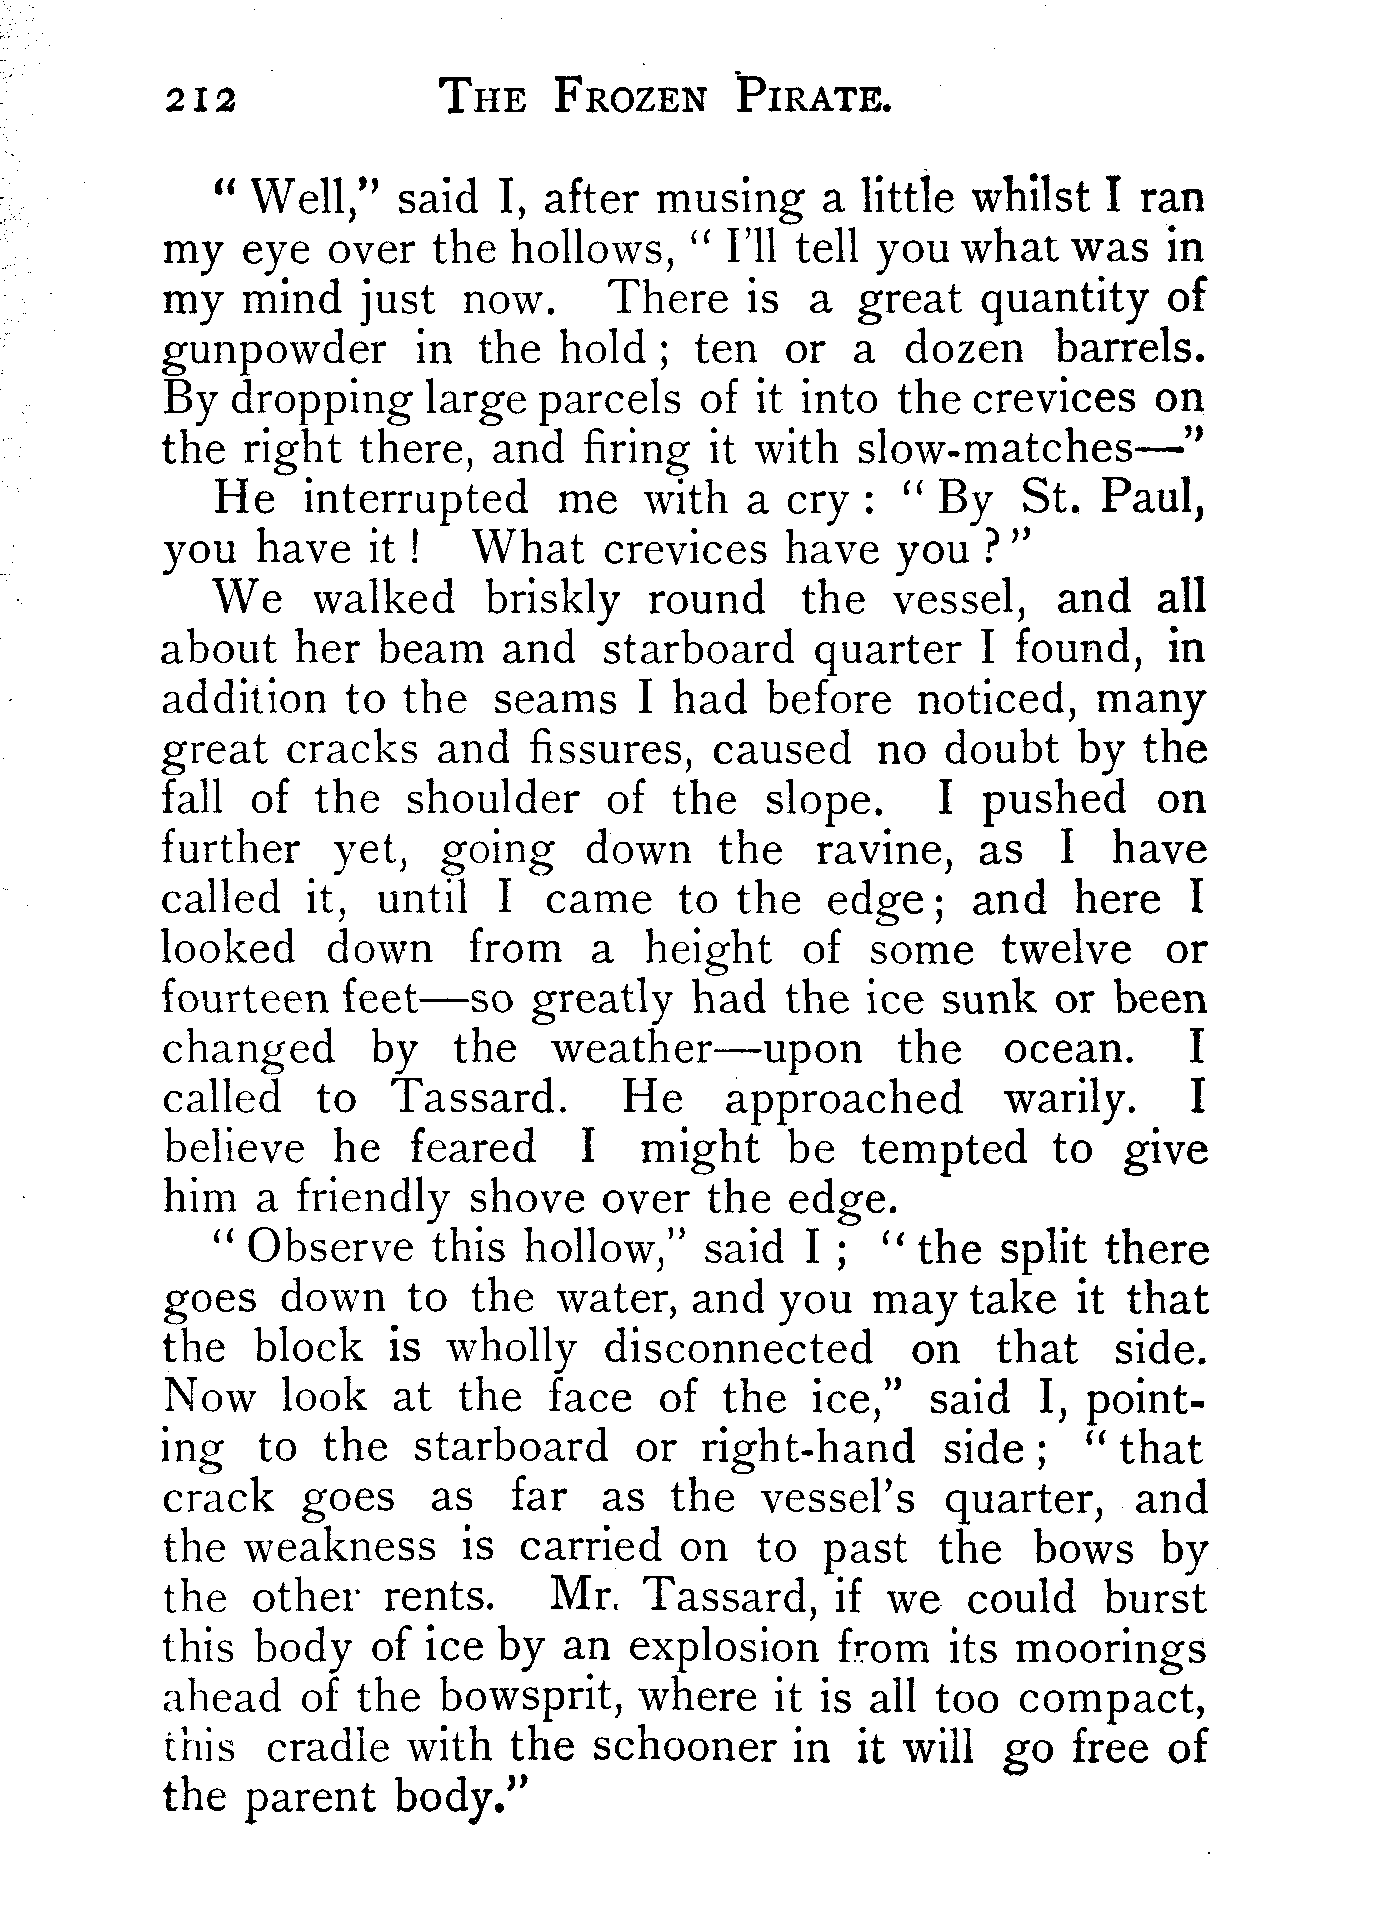 212 THE FROZEN PIRATE.
“ Well,” said I, after musing a little whilst I ran
my eye over the hollows, “ I'll tell you what was in
my mind just now. There is a great quantity of
gunpowder in the hold ; ten or a dozen barrels.
By dropping large parcels of it into the crevices on
the right there, and firing it with slow-matches—”
He interrupted me with a cry : “ By St. Paul,
you have it ! What crevices have you ? ”
We walked briskly round the vessel, and all
about her beam and starboard quarter I found, in
addition to the seams I had before noticed, many
great cracks and fissures, caused no doubt by the
fall of the shoulder of the slope. I pushed on
further yet, going down the ravine, as I have
called it, until I came to the edge ; and here I
looked down from a height of some twelve or
fourteen feet—so greatly had the ice sunk or been
changed by the weather—upon the ocean. I
called to Tassard. He approached warily. I
believe he feared I might be tempted to give
him a friendly shove over the edge.
“ Observe this hollow,” said I ; “ the split there
goes down to the water, and you may take it that
the block is wholly disconnected on that side.
Now look at the face of the ice,” said I, point-
ing to the starboard or right-hand side ; “ that
crack goes as far as the vessel's quarter, and
the weakness is carried on to past the bows by
the other rents. Mr. Tassard, if we could burst
this body of ice by an explosion from its moorings
ahead of the bowsprit, where it is all too compact,
this cradle with the schooner in it will go free of
the parent body.”